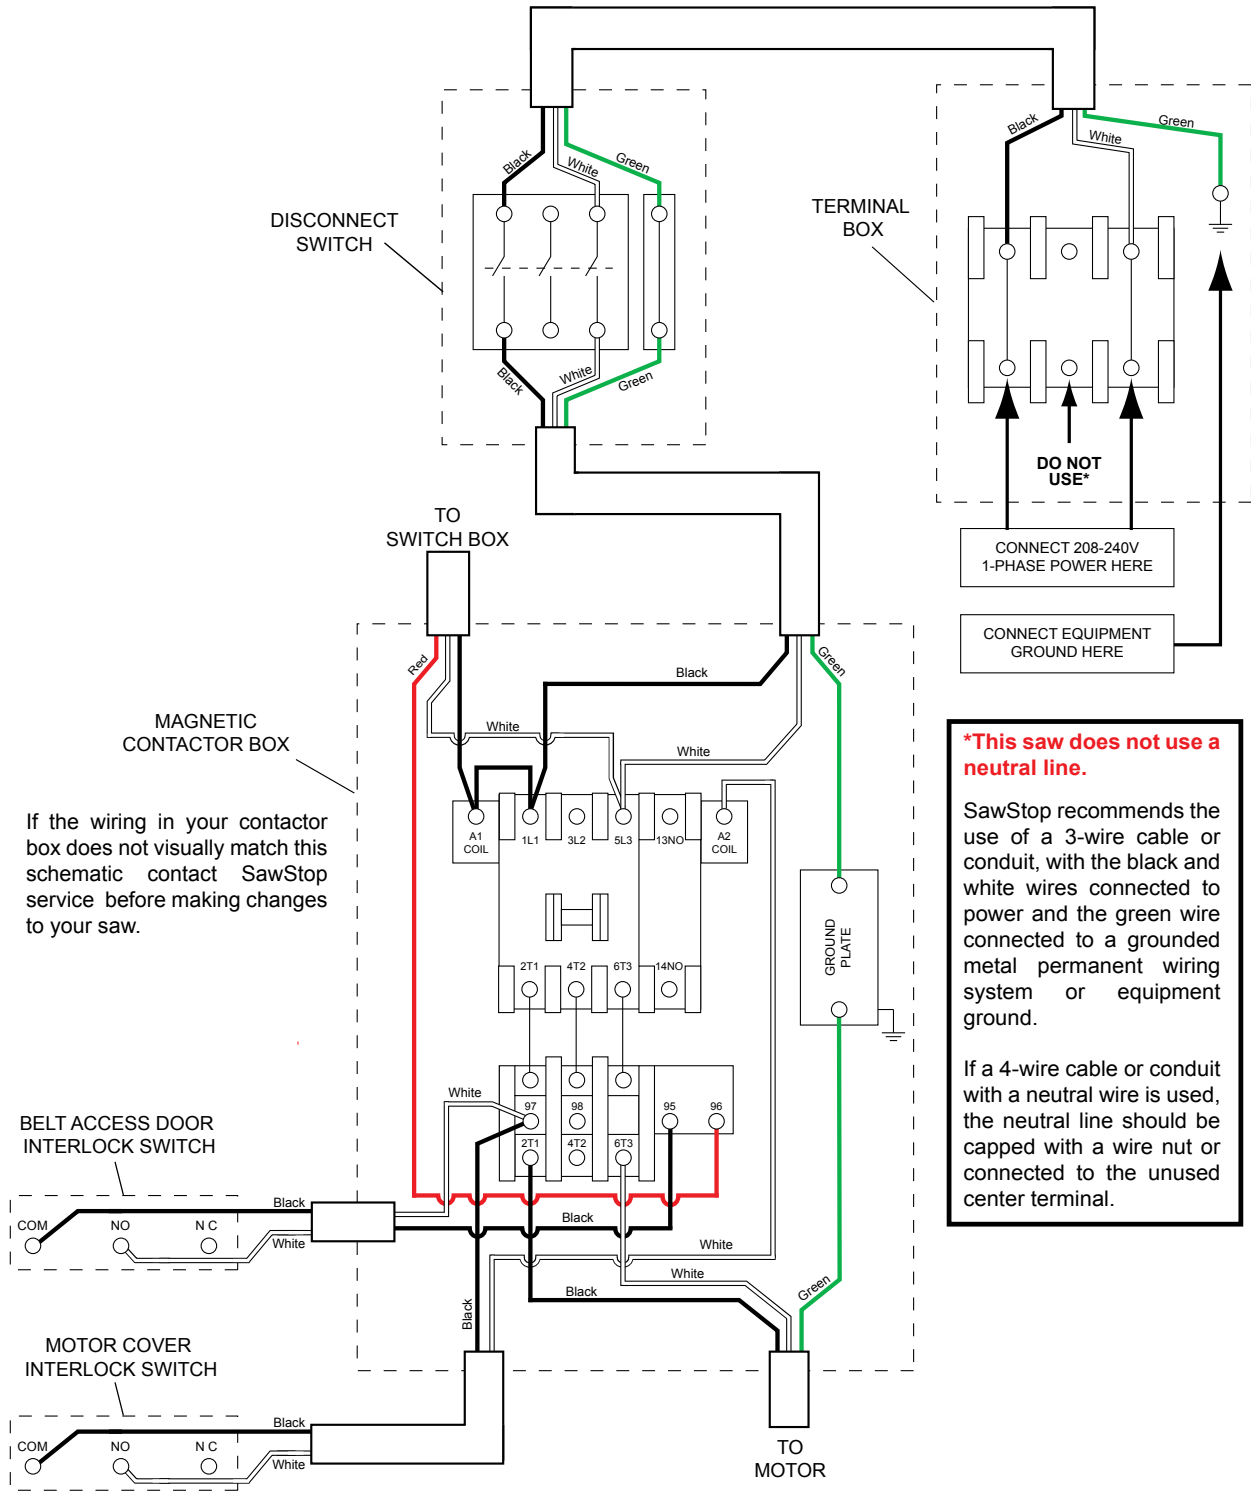 Black
White
Green
Black
White
Green
DISCONNECT
SWITCH
TERMINAL
BOX
Black
White
Green
DO NOT
USE*
TO
SWITCH BOX
CONNECT 208-240V
1-PHASE POWER HERE
CONNECT EQUIPMENT
GROUND HERE
Red
Black
Green
White
White
MAGNETIC
CONTACTOR BOX
If the wiring in your contactor
box does not visually match this
schematic contact SawStop
service before making changes
to your saw.
A1
COIL
1L1
3L2
5L3
13NO
A2
COIL
GROUND
PLATE
2T1
4T2
6T3
14NO
*This saw does not use a
neutral line.
SawStop recommends the
use of a 3-wire cable or
conduit, with the black and
white wires connected to
power and the green wire
connected to a grounded
metal permanent wiring
system or equipment
ground.
If a 4-wire cable or conduit
with a neutral wire is used,
the neutral line should be
capped with a wire nut or
connected to the unused
center terminal.
White
97
98
95
96
2T1
4T2
6T3
BELT ACCESS DOOR
INTERLOCK SWITCH
Black
COM
NO
N C
White
Black
White
White
Black
Green
Black
MOTOR COVER
INTERLOCK SWITCH
Black
COM
NO
N C
White
TO
MOTOR